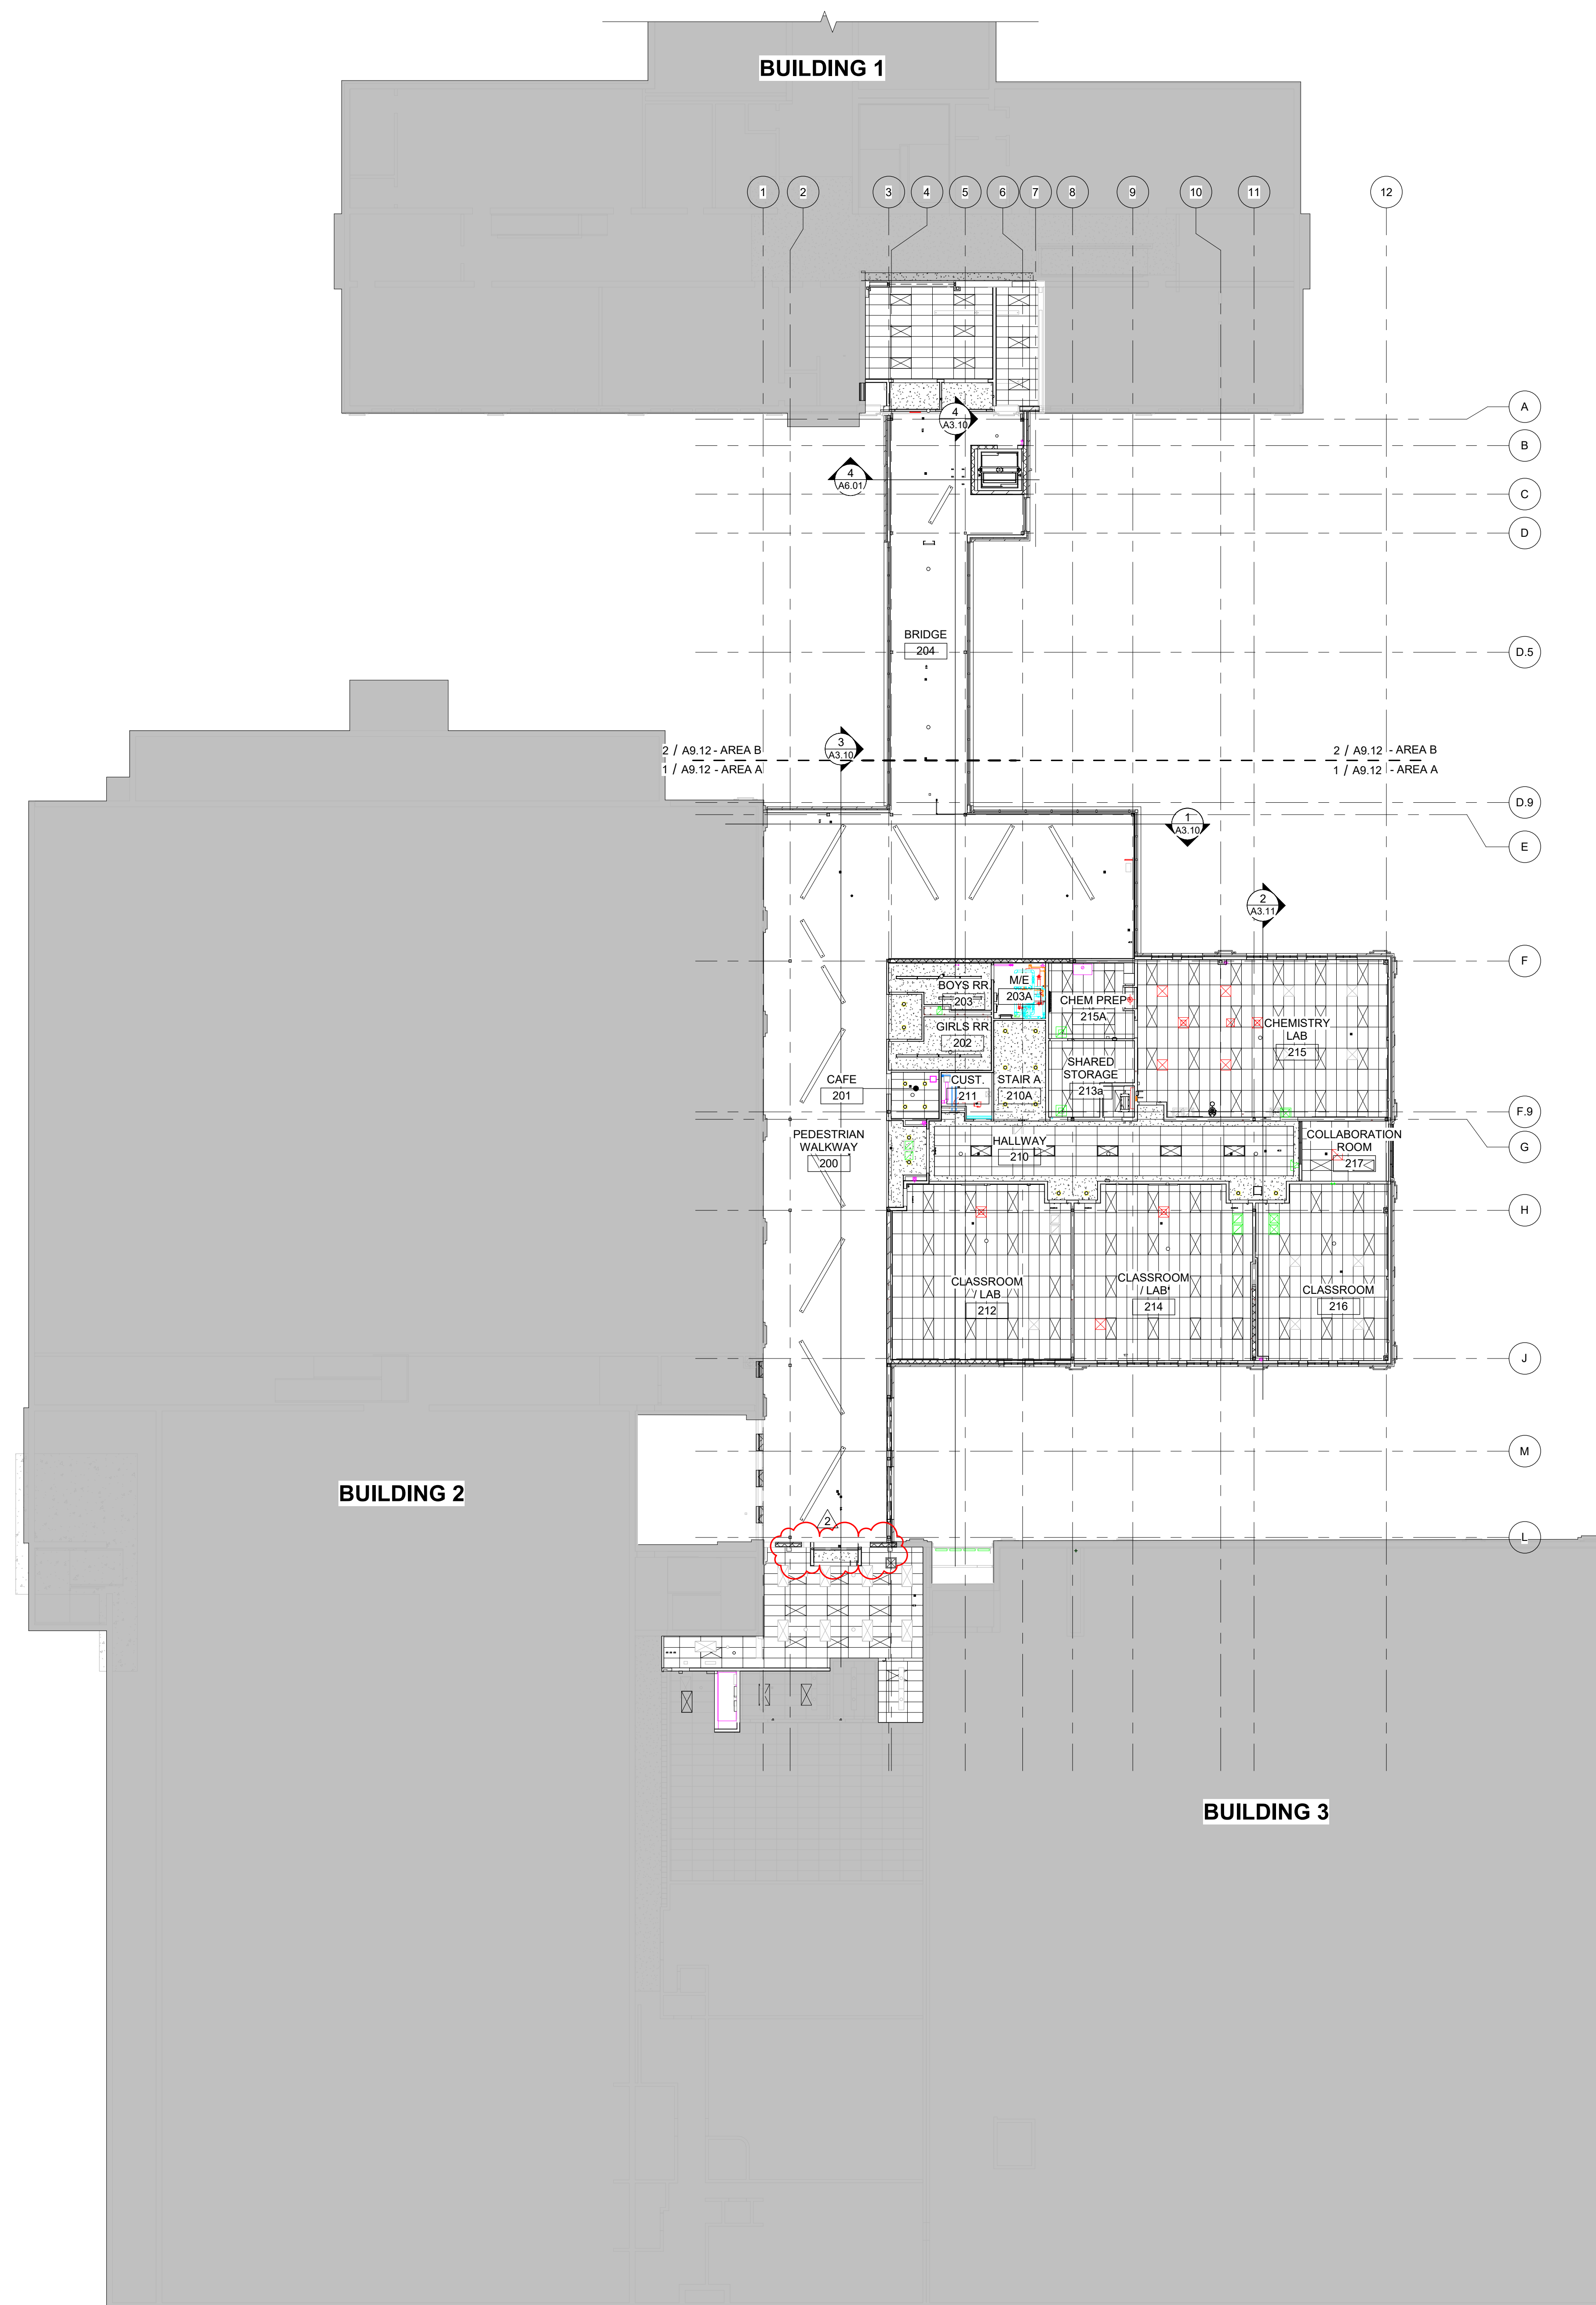 BUILDING 1
1 2 3 4 5 6 7 8 9 10 11 12
A
4
A3.10
B
4
A6.01
C
D
BRIDGE
204
D.5
3
A3.10
2 / A9.12 - AREA B
1 / A9.12 - AREA A
2 / A9.12 - AREA B
1 / A9.12 - AREA A
D.9
1
A3.10
E
2
A3.11
F
BOYS RR
203
M/E
203A
CHEM PREP
215A
CHEMISTRY
LAB
215
GIRLS RR
202
SHARED
STORAGE
213a
CAFE
201
CUST.
211
STAIR A
210A
F.9
PEDESTRIAN
WALKWAY
200
HALLWAY
210
COLLABORATION
ROOM
217
G
H
CLASSROOM
/ LAB
212
CLASSROOM
/ LAB
214
CLASSROOM
216
J
M
BUILDING 2
2
L
BUILDING 3